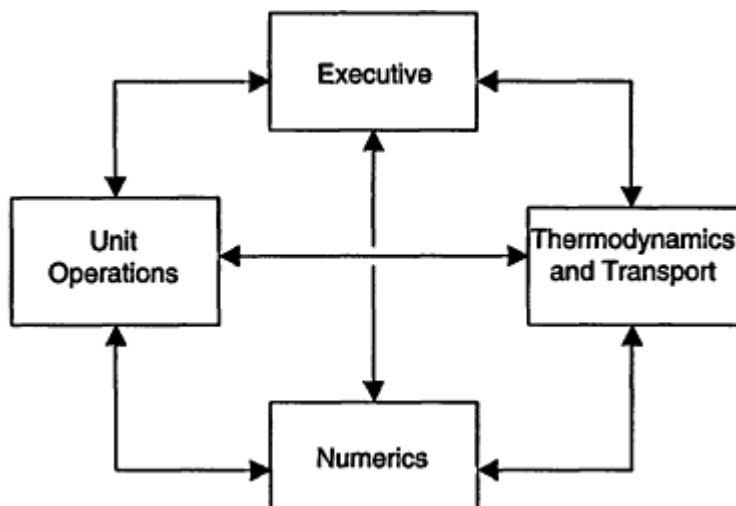 Executive
Unit
Operations
Thermodynamics
and Transport
Numerics